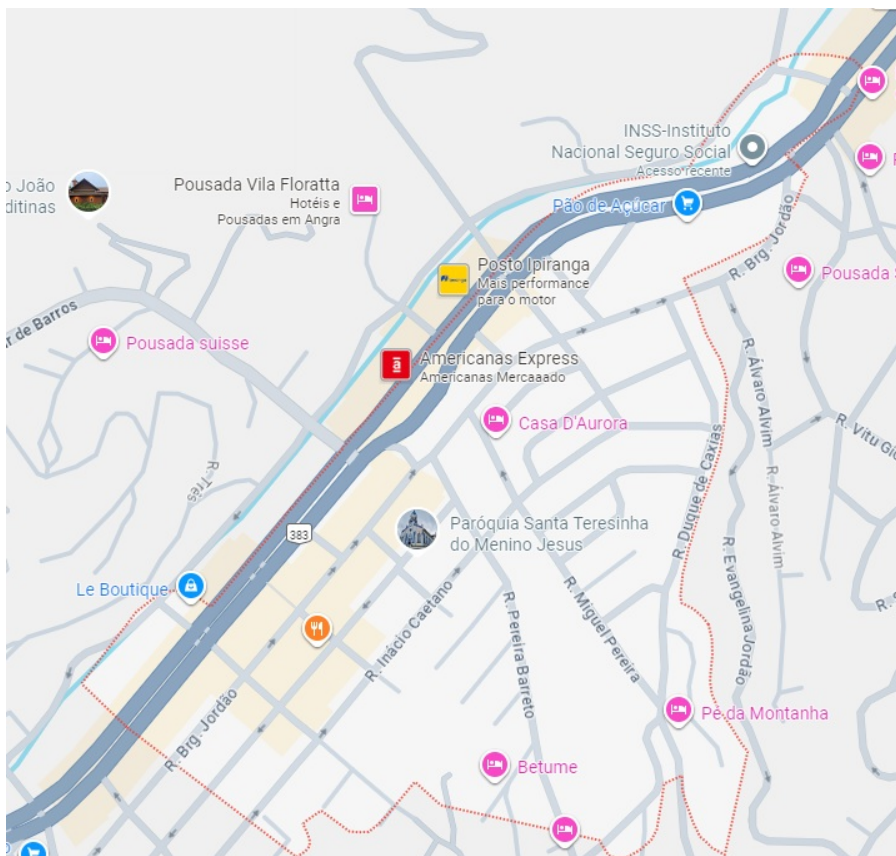 INSS-Instituto
Nacional Seguro Social
Acesso recente
João
Pousada Vila Floratta
Hotéis e
Pousadas em Angra
Pão de Açúcar
R. Brg. Jordão
Posto Ipiranga
Mais performance
para o motor
Pousada
de Barros
Pousada suisse
Americanas Express
Americanas Mercaaado
R. Álvaro Alvim
Casa D'Aurora
R. Duque de Caxias
R. Três
R. Álvaro Alvim
383
Paróquia Santa Teresinha
do Menino Jesus
Le Boutique
R. Inácio Caetano
R. Pereira Barreto
R. Miguel Pereira
R. Evangelina Jordão
R. Brg. Jordão
Pé da Montanha
Betume